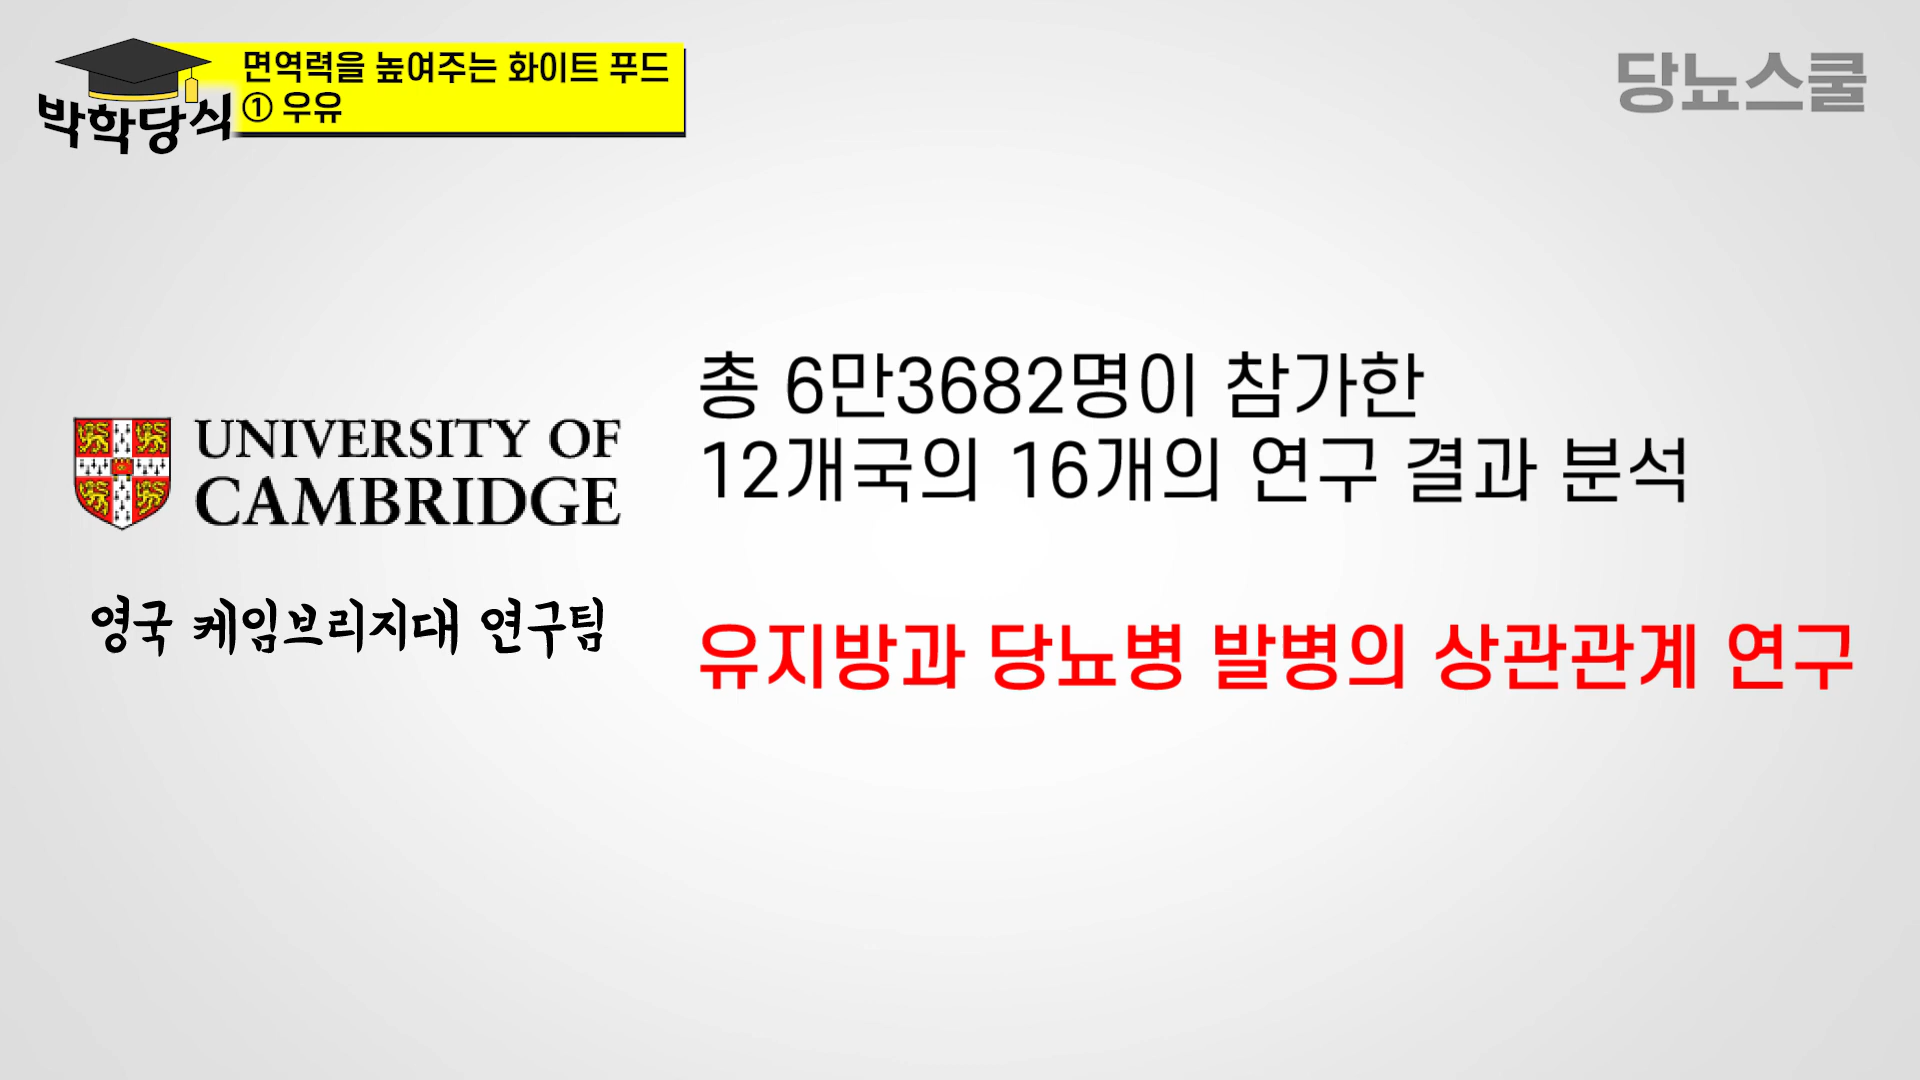 박학당식
면역력을 높여주는 화이트 푸드
① 우유
당뇨스쿨
UNIVERSITY OF
CAMBRIDGE
영국 케임브리지대 연구팀
총 6만3682명이 참가한
12개국의 16개의 연구 결과 분석
유지방과 당뇨병 발병의 상관관계 연구